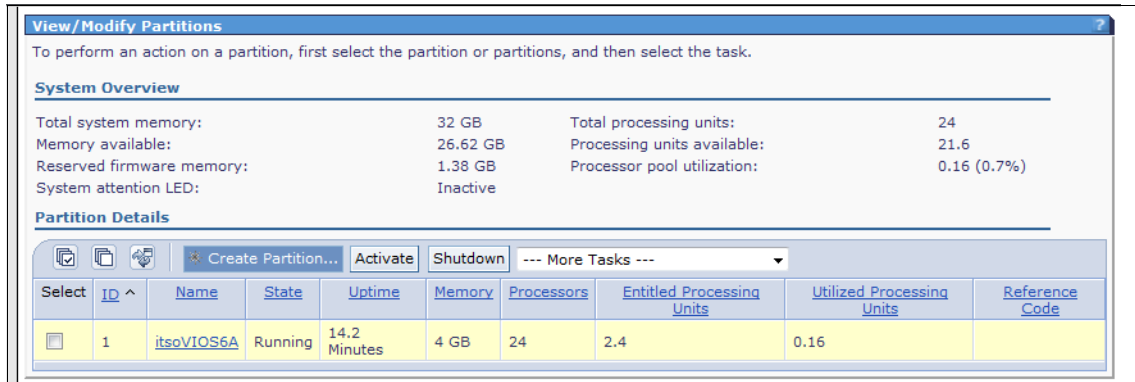 View/Modify Partitions ?
To perform an action on a partition, first select the partition or partitions, and then select the task.
System Overview
Total system memory: 32 GB Total processing units: 24
Memory available: 26.62 GB Processing units available: 21.6
Reserved firmware memory: 1.38 GB Processor pool utilization: 0.16 (0.7%)
System attention LED: Inactive
Partition Details
Create Partition... Activate Shutdown --- More Tasks ---
Select ID ^ Name State Uptime Memory Processors Entitled Processing Units Utilized Processing Units Reference Code
1 itsoVIOS6A Running 14.2 Minutes 4 GB 24 2.4 0.16